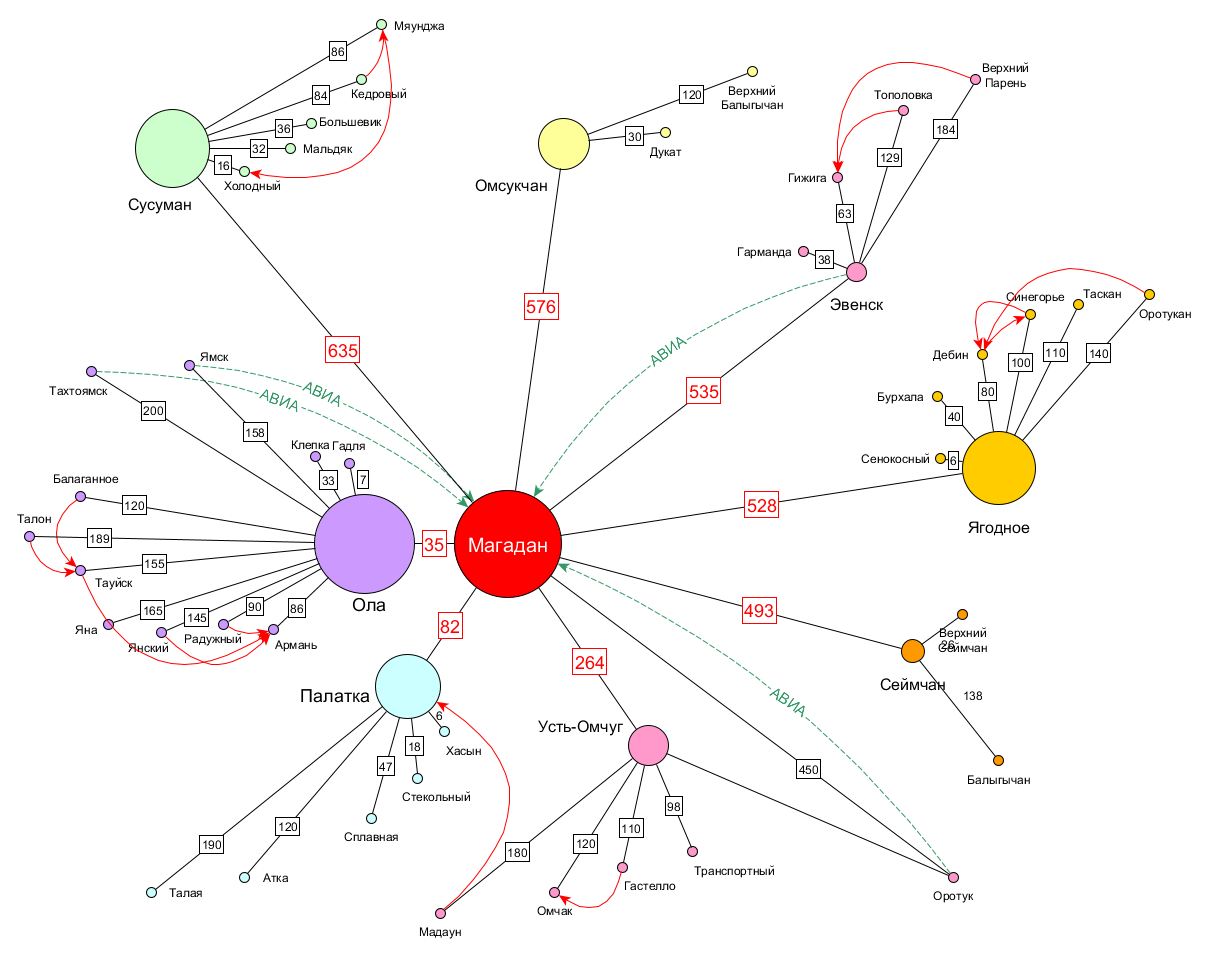 Мяунджа
86
Кедровый
84
Большевик
36
Мальдяк
32
16
Холодный
Сусуман
120
Верхний
Балыгычан
30
Дукат
Омсукчан
Верхний
Парень
Тополовка
184
129
Гижига
63
Гарманда
38
Эвенск
Синегорье
Таскан
Оротукан
Дебин
100
110
140
80
Бурхала
40
Сенокосный
6
Ягодное
635
576
АВИА
535
528
Ямск
Тахтоямск
АВИА
АВИА
200
158
Клепка
Гадля
33
7
Балаганное
120
Талон
189
155
Тауйск
165
145
90
86
Яна
Янский
Радужный
Армань
Ола
35
Магадан
82
264
493
Верхний
Сеймчан
26
Сеймчан
138
Балыгычан
Палатка
6
Хасын
18
Стекольный
47
Сплавная
120
Атка
190
Талая
Усть-Омчуг
АВИА
450
98
Транспортный
110
Гастелло
120
Омчак
180
Мадаун
Оротук